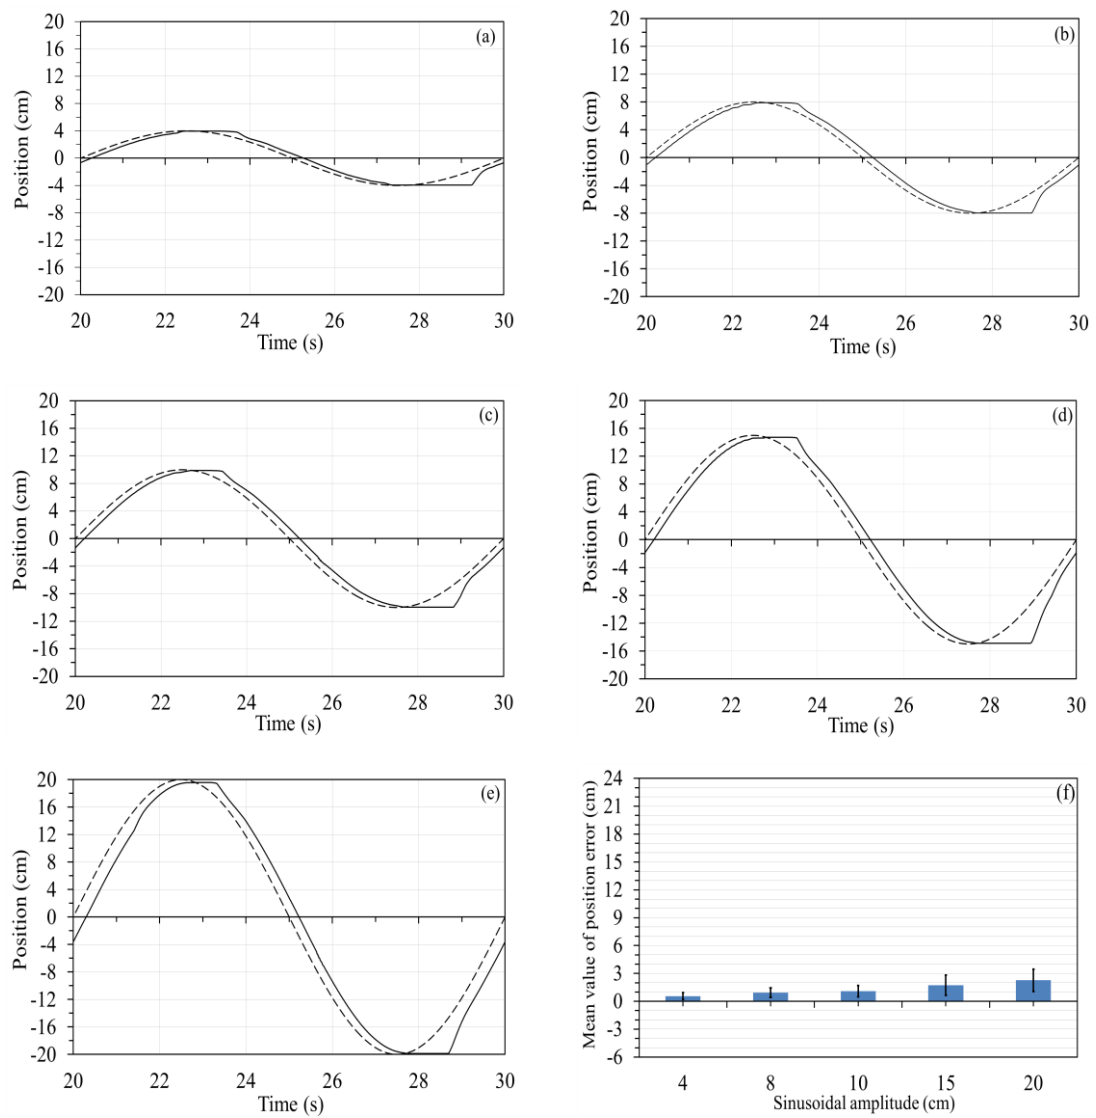 (a)
20
16
12
8
4
0
-4
-8
-12
-16
-20
Position (cm)
20 22 24 26 28 30
Time (s)
(b)
20
16
12
8
4
0
-4
-8
-12
-16
-20
Position (cm)
20 22 24 26 28 30
Time (s)
(c)
20
16
12
8
4
0
-4
-8
-12
-16
-20
Position (cm)
20 22 24 26 28 30
Time (s)
(d)
20
16
12
8
4
0
-4
-8
-12
-16
-20
Position (cm)
20 22 24 26 28 30
Time (s)
(e)
20
16
12
8
4
0
-4
-8
-12
-16
-20
Position (cm)
20 22 24 26 28 30
Time (s)
(f)
24
21
18
15
12
9
6
3
0
-3
-6
Mean value of position error (cm)
4 8 10 15 20
Sinusoidal amplitude (cm)